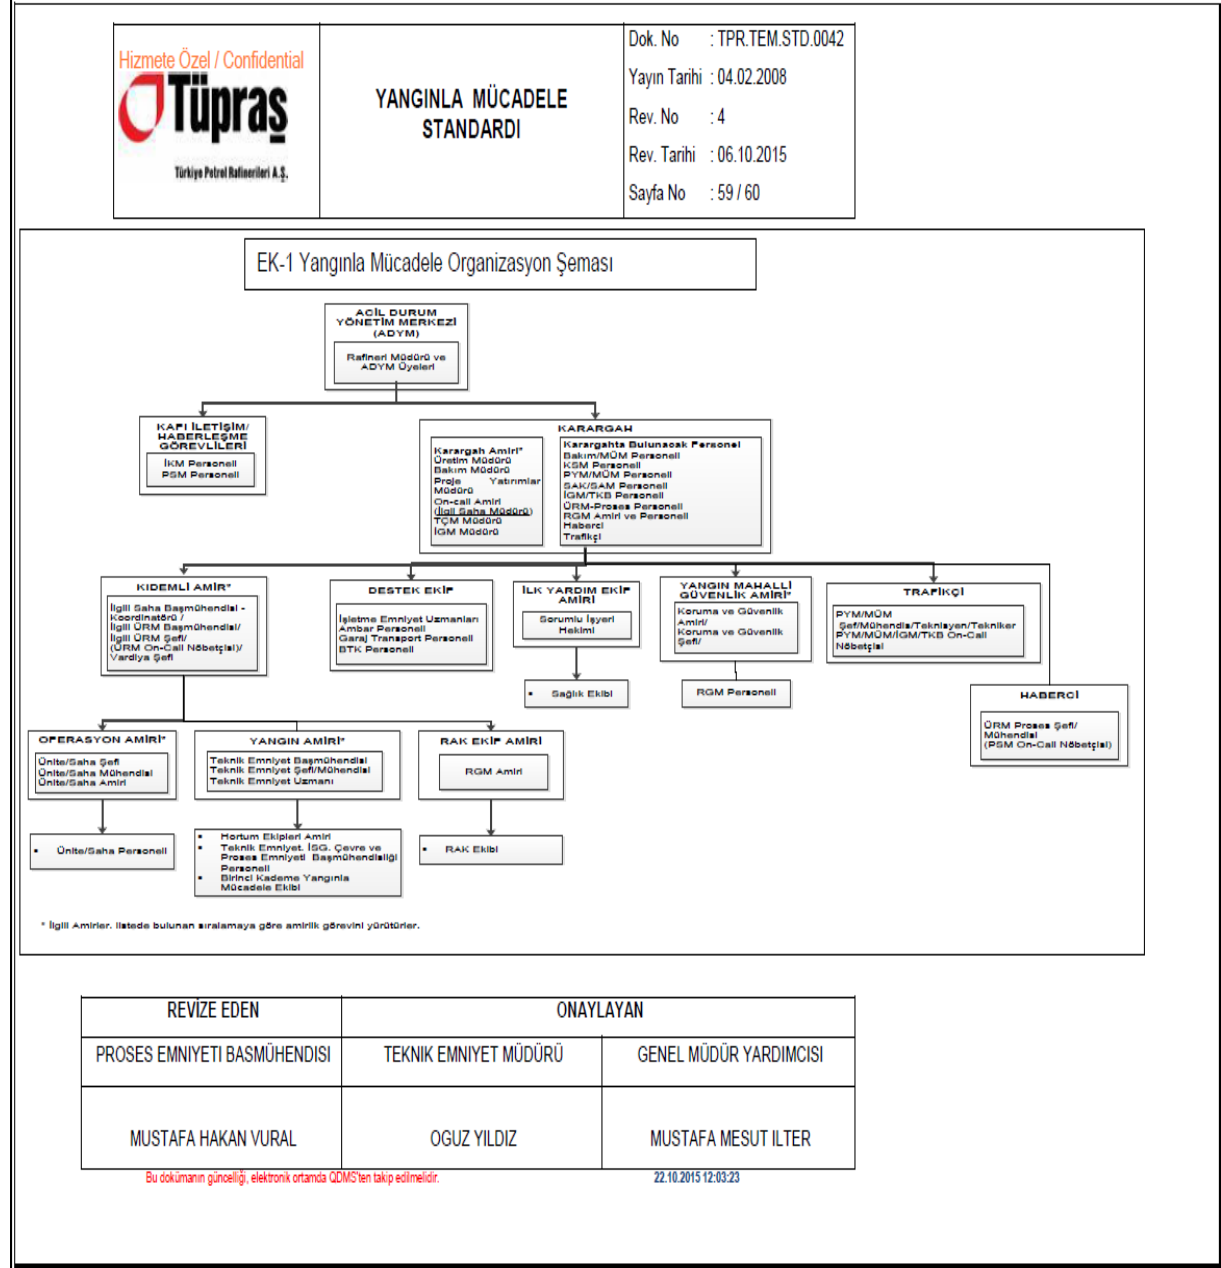 Hizmete Özel / Confidential
Tüpraş
Türkiye Petrol Rafinerileri A.Ş.
YANGINLA MÜCADELE
STANDARDI
Dok. No : TPR.TEM.STD.0042
Yayın Tarihi : 04.02.2008
Rev. No : 4
Rev. Tarihi : 06.10.2015
Sayfa No : 59 / 60
EK-1 Yangınla Mücadele Organizasyon Şeması
ACİL DURUM
YÖNETİM MERKEZİ
(ADYM)
Rafineri Müdürü ve
ADYM Üyeleri
KAPI İLETİŞİM/
HABERLEŞME
GÖREVLİLERİ
İKM Personeli
PSM Personeli
KARARGAH
Karargah Amiri*
Üretim Müdürü
Bakım Müdürü
Proje Yatırımlar
Müdürü
On-call Amiri
(İlgili Saha Müdürü)
TÇM Müdürü
İGM Müdürü
Karargahta Bulunacak Personel
Bakım/MÜM Personeli
KSM Personeli
PYM/MÜM Personeli
SAK/SAM Personeli
İGM/TKB Personeli
ÜRM-Proses Personeli
RGM Amiri ve Personeli
Haberci
Trafikçi
KIDEMLİ AMİR*
İlgili Saha Başmühendisi -
Koordinatörü /
İlgili ÜRM Başmühendisi/
İlgili ÜRM Şefi/
(ÜRM On-Call Nöbetçisi)/
Vardiya Şefi
DESTEK EKİP
İşletme Emniyet Uzmanları
Ambar Personeli
Garaj Transport Personeli
BTK Personeli
İLK YARDIM EKİP
AMİRİ
Sorumlu İşyeri
Hekimi
▪ Sağlık Ekibi
YANGIN MAHALLİ
GÜVENLİK AMİRİ*
Koruma ve Güvenlik
Amiri/
Koruma ve Güvenlik
Şefi/
RGM Personeli
TRAFİKÇİ
PYM/MÜM
Şef/Mühendis/Teknisyen/Tekniker
PYM/MÜM/İGM/TKB On-Call
Nöbetçisi
HABERCİ
ÜRM Proses Şefi/
Mühendisi
(PSM On-Call Nöbetçisi)
OPERASYON AMİRİ*
Ünite/Saha Şefi
Ünite/Saha Mühendisi
Ünite/Saha Amiri
▪ Ünite/Saha Personeli
YANGIN AMİRİ*
Teknik Emniyet Başmühendisi
Teknik Emniyet Şefi/Mühendisi
Teknik Emniyet Uzmanı
▪ Hortum Ekipleri Amiri
▪ Teknik Emniyet. İSG. Çevre ve
Proses Emniyeti Başmühendisliği
Personeli
▪ Birinci Kademe Yangınla
Mücadele Ekibi
RAK EKİP AMİRİ
RGM Amiri
▪ RAK Ekibi
* İlgili Amirler. listede bulunan sıralamaya göre amirlik görevini yürütürler.
REVİZE EDEN
ONAYLAYAN
PROSES EMNIYETI BASMÜHENDISI
TEKNIK EMNIYET MÜDÜRÜ
GENEL MÜDÜR YARDIMCISI
MUSTAFA HAKAN VURAL
OGUZ YILDIZ
MUSTAFA MESUT ILTER
Bu dokümanın güncelliği, elektronik ortamda QDMS'ten takip edilmelidir.
22.10.2015 12:03:23